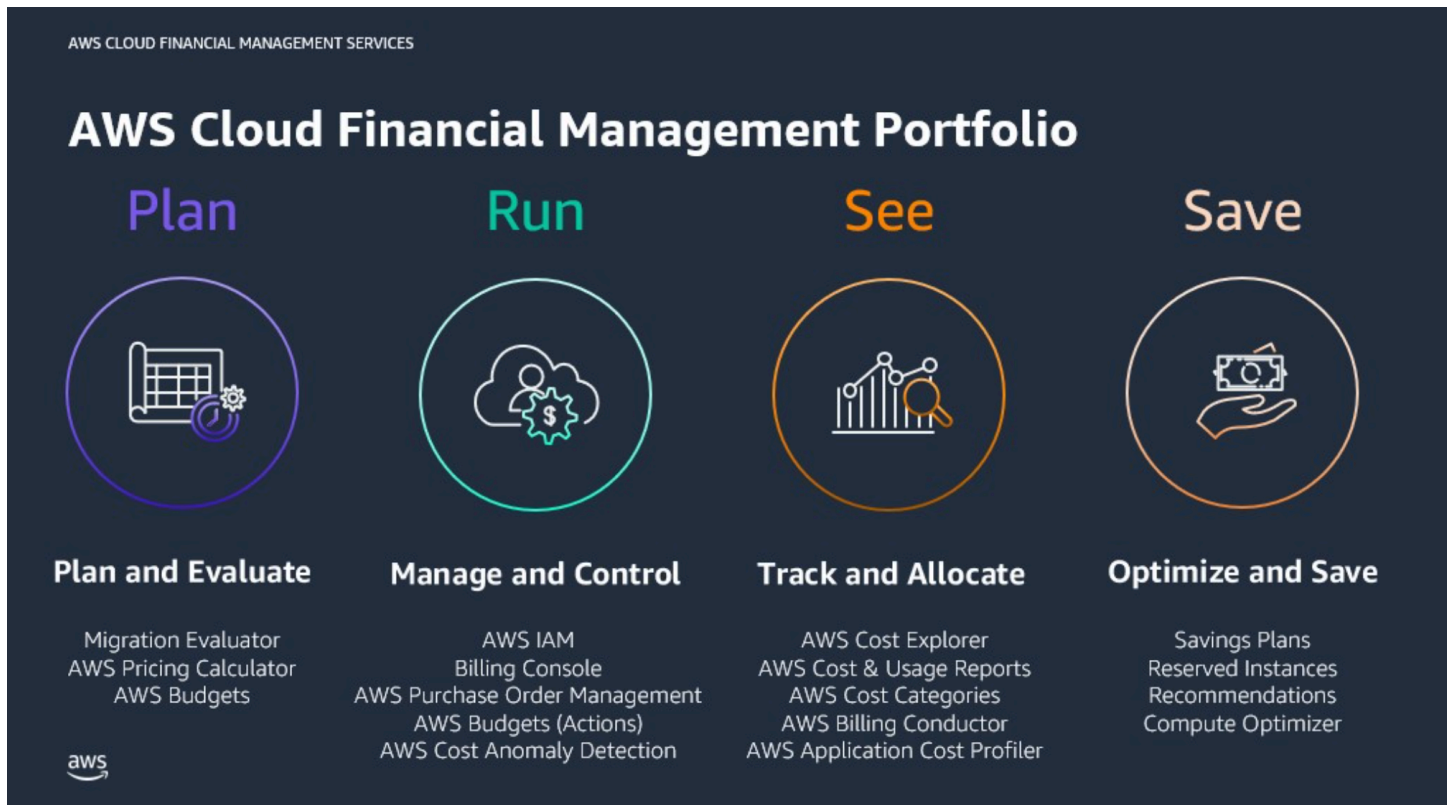 AWS CLOUD FINANCIAL MANAGEMENT SERVICES
AWS Cloud Financial Management Portfolio
Plan
Run
See
Save
$
Plan and Evaluate
Manage and Control
Track and Allocate
Optimize and Save
Migration Evaluator
AWS Pricing Calculator
AWS Budgets
AWS IAM
Billing Console
AWS Purchase Order Management
AWS Budgets (Actions)
AWS Cost Anomaly Detection
AWS Cost Explorer
AWS Cost & Usage Reports
AWS Cost Categories
AWS Billing Conductor
AWS Application Cost Profiler
Savings Plans
Reserved Instances
Recommendations
Compute Optimizer
aws